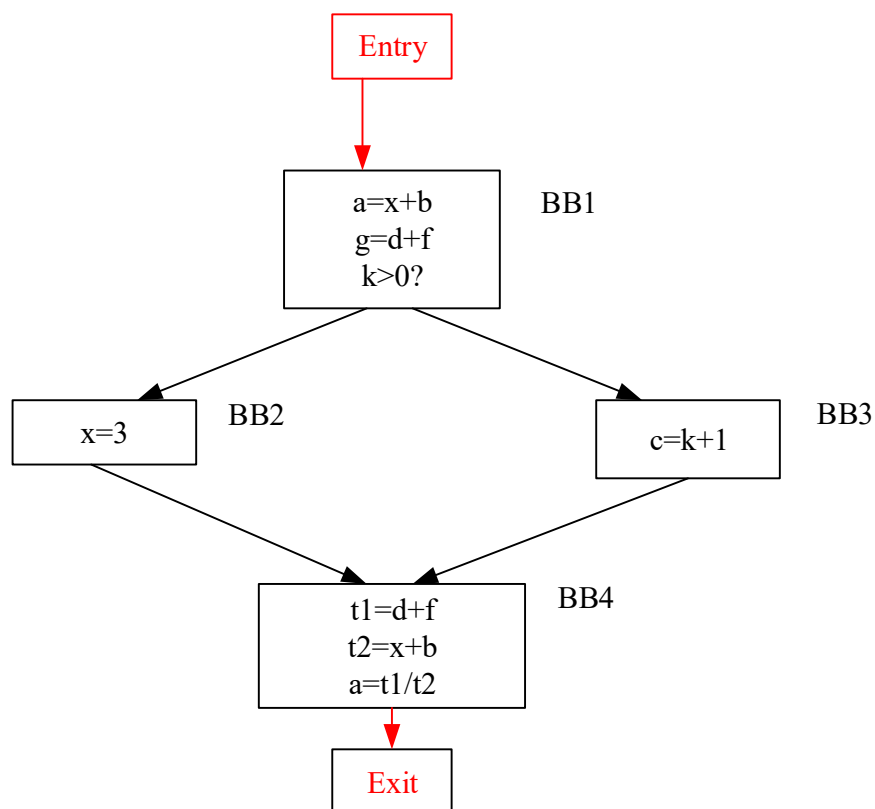 Entry
a=x+b
g=d+f
k>0?
BB1
x=3
BB2
c=k+1
BB3
t1=d+f
t2=x+b
a=t1/t2
BB4
Exit